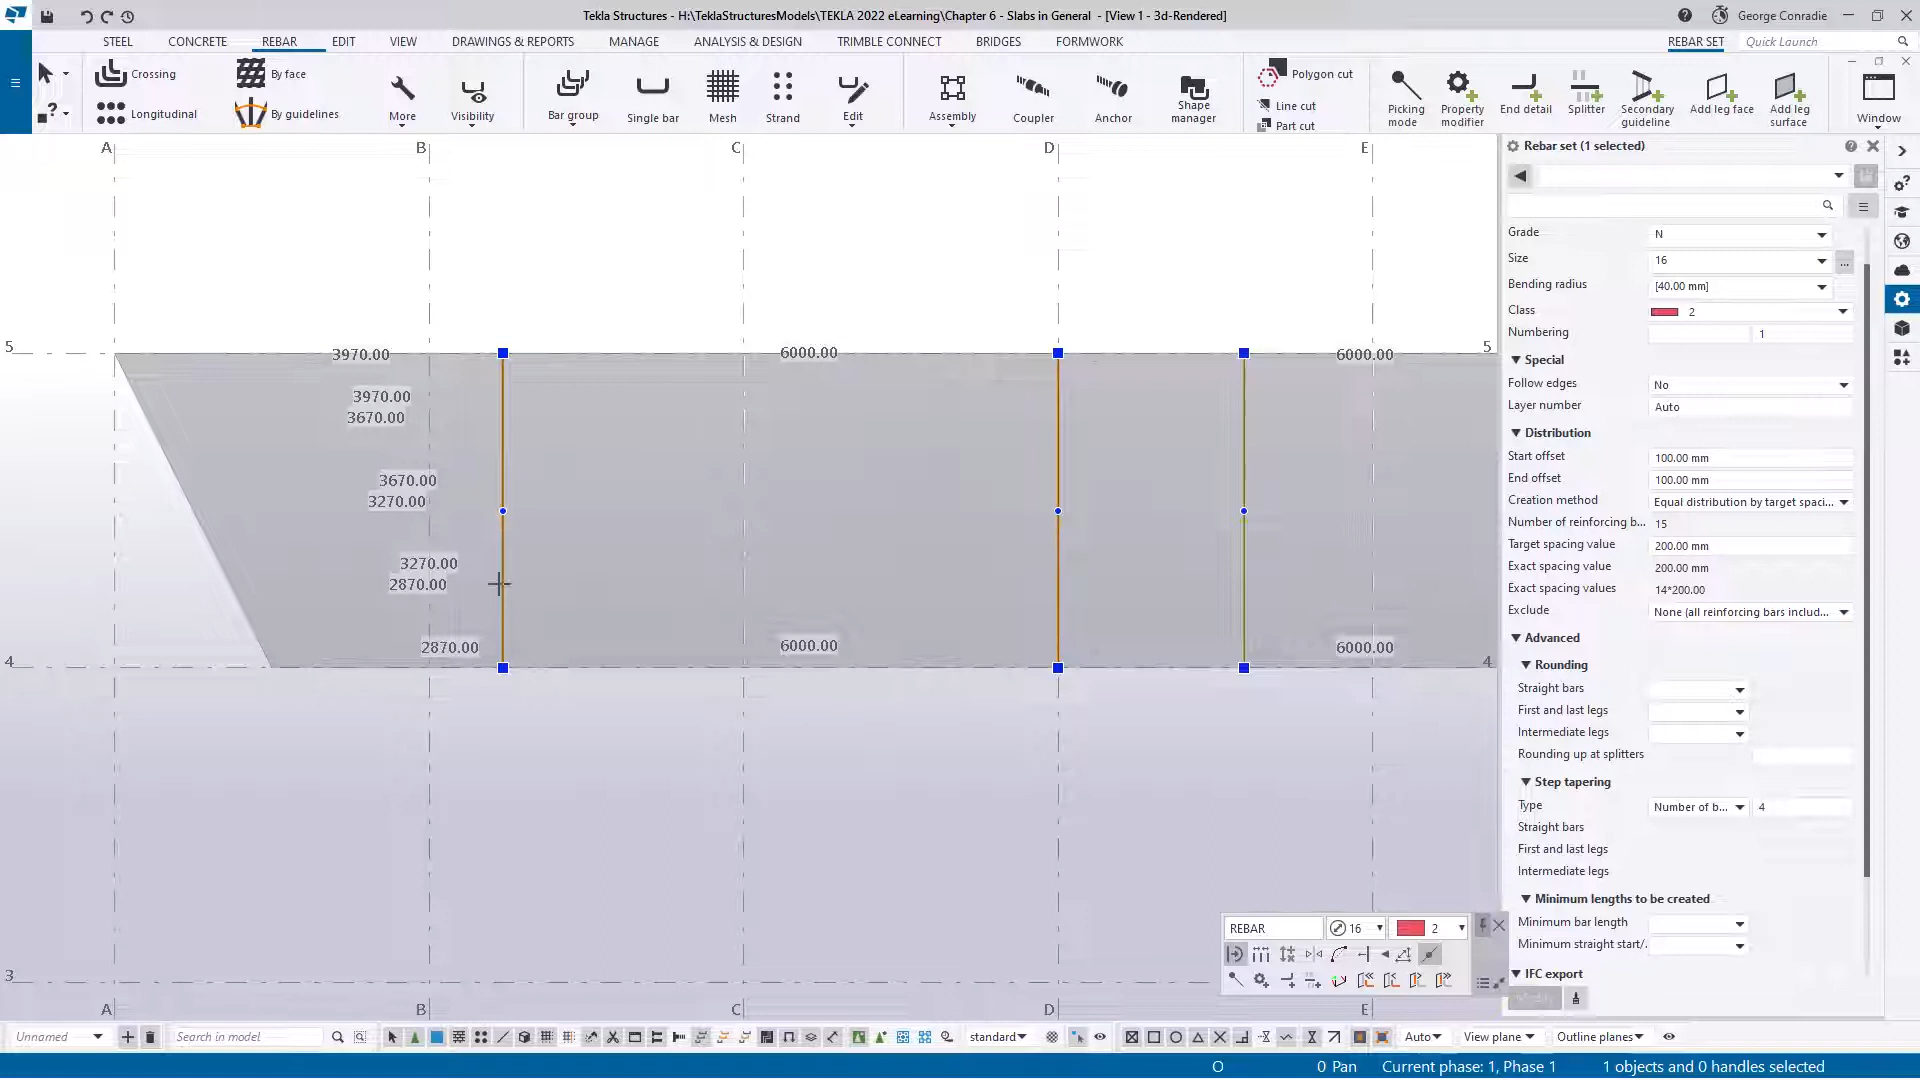 Tekla Structures - H:\TeklaStructuresModels\TEKLA 2022 eLearning\Chapter 6 - Slabs in General - [View 1 - 3d-Rendered]
George Conradie
STEEL CONCRETE REBAR EDIT VIEW DRAWINGS & REPORTS MANAGE ANALYSIS & DESIGN TRIMBLE CONNECT BRIDGES FORMWORK REBAR SET Quick Launch
Crossing By face
Longitudinal By guidelines
More Visibility Bar group Single bar Mesh Strand Edit Assembly Coupler Anchor Shape manager
Polygon cut
Line cut
Part cut
Picking mode Property modifier End detail Splitter Secondary guideline Add leg face Add leg surface Window
A B C D E
5 5
3970.00 6000.00 6000.00
3970.00
3670.00
3670.00
3270.00
3270.00
2870.00
2870.00 6000.00 6000.00
4 4
3
A B C D E
Rebar set (1 selected)
Grade N
Size 16 ...
Bending radius [40.00 mm]
Class 2
Numbering 1
Special
Follow edges No
Layer number Auto
Distribution
Start offset 100.00 mm
End offset 100.00 mm
Creation method Equal distribution by target spaci...
Number of reinforcing b... 15
Target spacing value 200.00 mm
Exact spacing value 200.00 mm
Exact spacing values 14*200.00
Exclude None (all reinforcing bars includ...
Advanced
Rounding
Straight bars
First and last legs
Intermediate legs
Rounding up at splitters
Step tapering
Type Number of b... 4
Straight bars
First and last legs
Intermediate legs
Minimum lengths to be created
Minimum bar length
Minimum straight start/.
IFC export
Modify
REBAR 16 2
Unnamed Search in model standard Auto View plane Outline planes
O 0 Pan Current phase: 1, Phase 1 1 objects and 0 handles selected